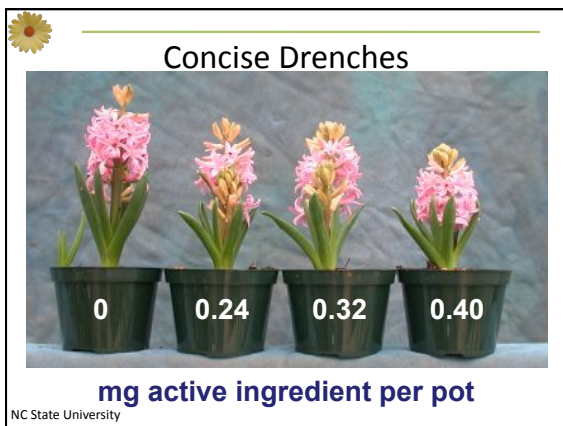 Concise Drenches
0 0.24 0.32 0.40
mg active ingredient per pot
NC State University